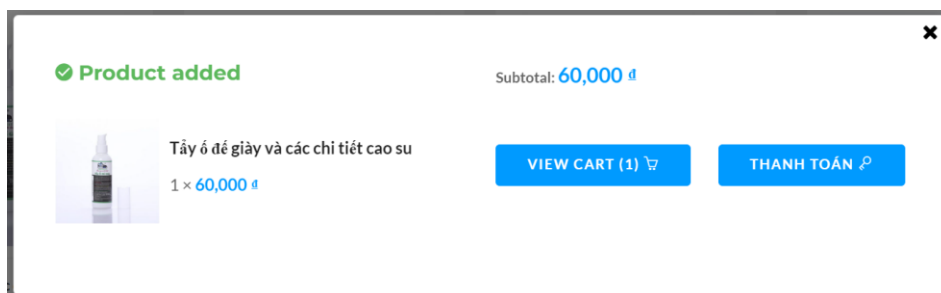 Product added
Subtotal: 60,000 ₫
Tẩy ố đế giày và các chi tiết cao su
1 × 60,000 ₫
VIEW CART (1)
THANH TOÁN